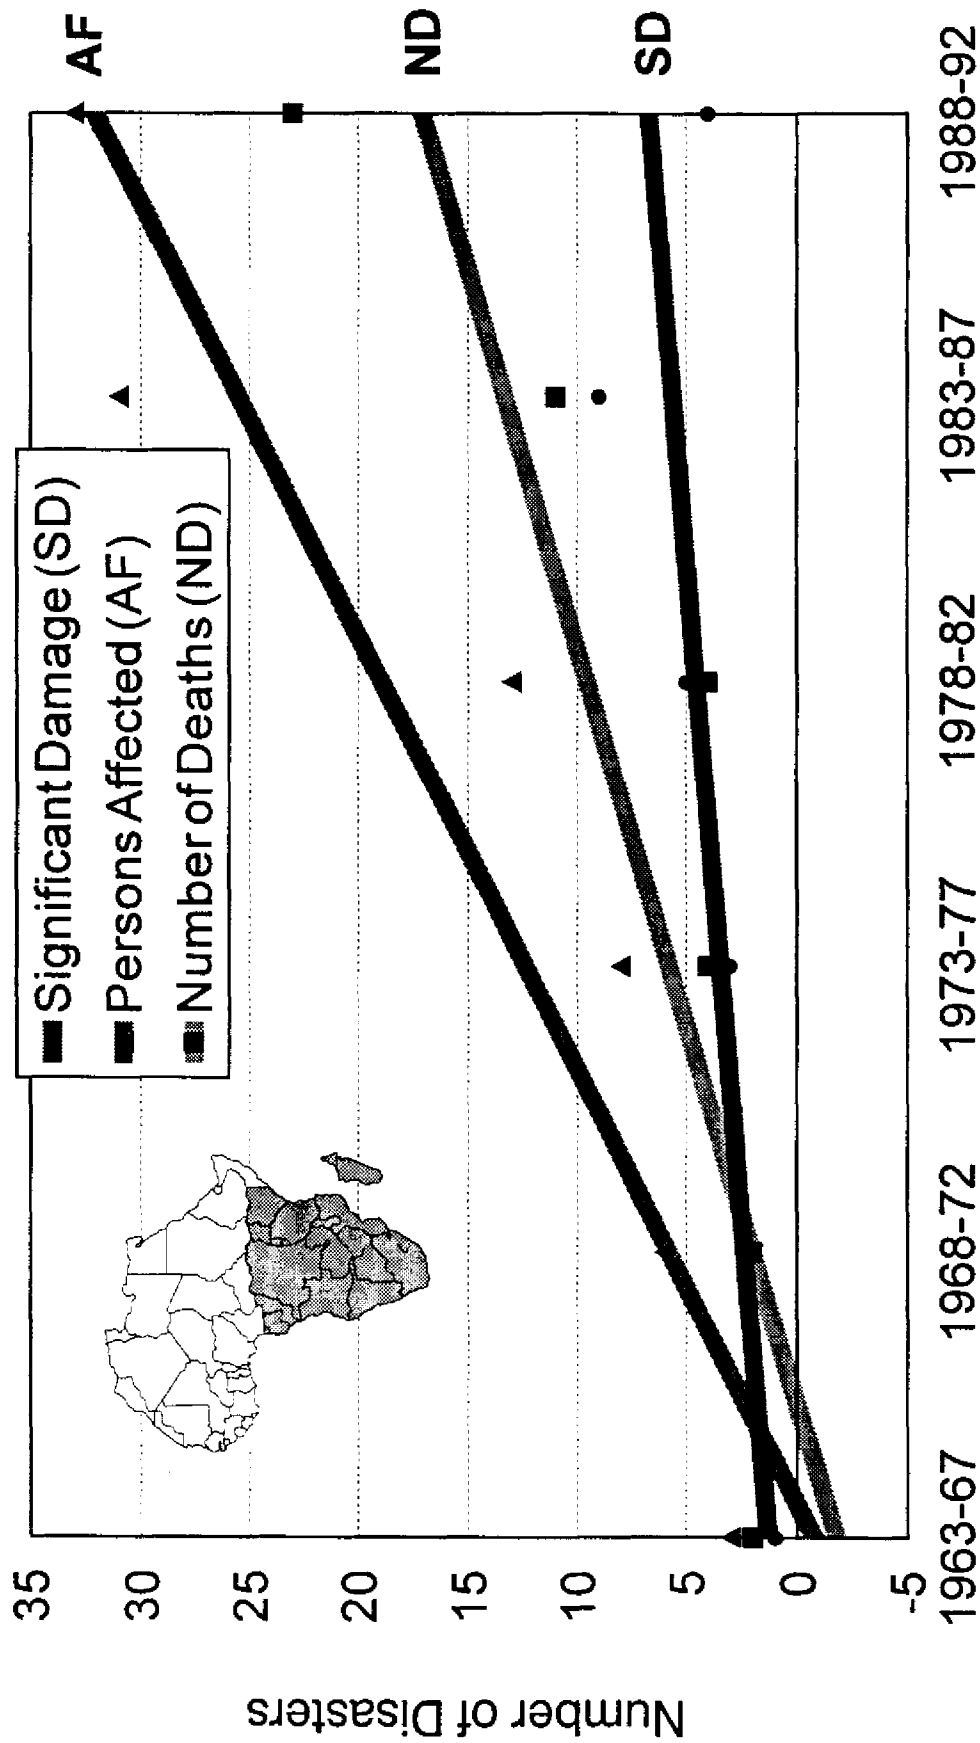 Number of Disasters
35
30
25
20
15
10
5
0
-5
Significant Damage (SD)
Persons Affected (AF)
Number of Deaths (ND)
AF
ND
SD
1963-67
1968-72
1973-77
1978-82
1983-87
1988-92